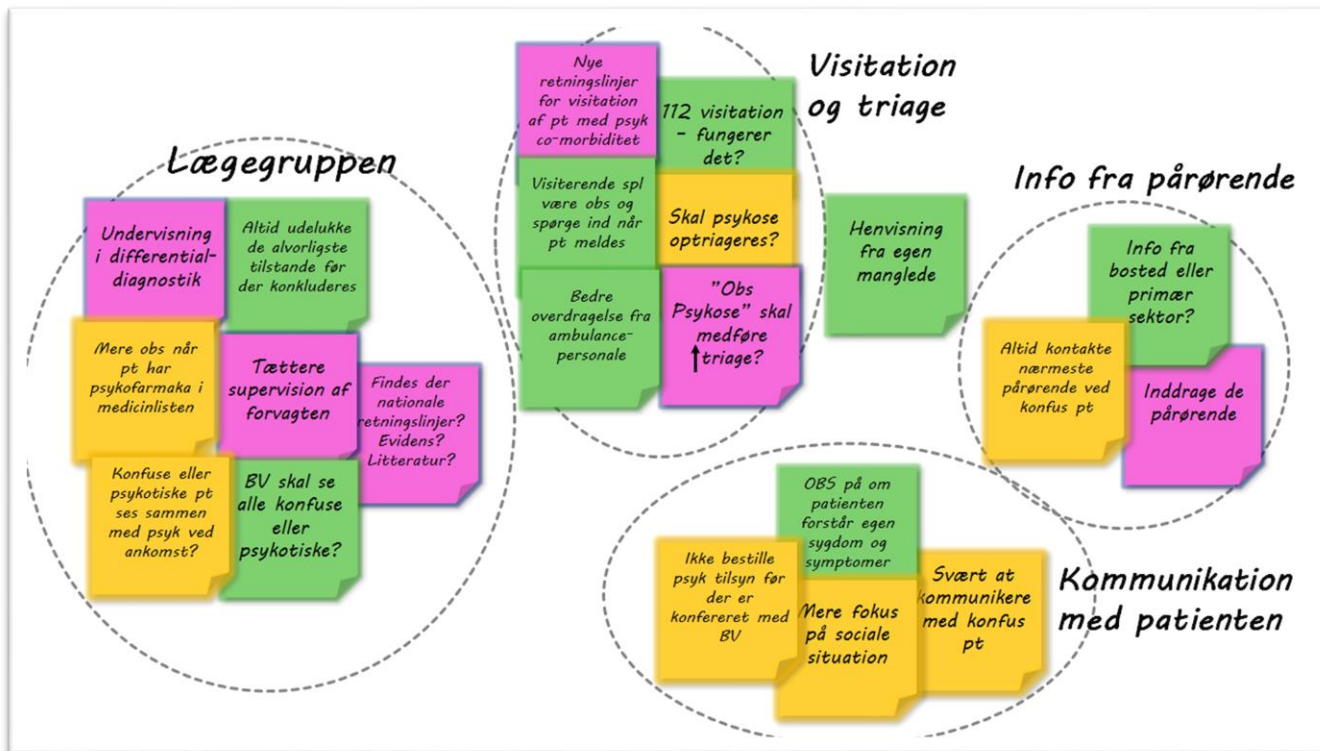 Lægegruppen
Undervisning
i differential-
diagnostik
Altid udelukke
de alvorligste
tilstande før
der konkluderes
Mere obs når
pt har
psykofarmaka i
medicinlisten
Tættere
supervision af
forvagten
Findes der
nationale
retningslinjer?
Evidens?
Litteratur?
Konfuse eller
psykotiske pt
ses sammen
med psyk ved
ankomst?
BV skal se
alle konfuse
eller
psykotiske?
Visitation
og triage
Nye
retningslinjer
for visitation
af pt med psyk
co-morbiditet
112 visitation
- fungerer
det?
Visiterende spl
være obs og
spørge ind når
pt meldes
Skal psykose
optriageres?
Bedre
overdragelse fra
ambulance-
personale
"Obs
Psykose" skal
medføre
↑triage?
Henvisning
fra egen
manglede
Info fra pårørende
Info fra
bosted eller
primær
sektor?
Altid kontakte
nærmeste
pårørende ved
konfus pt
Inddrage de
pårørende
Kommunikation
med patienten
OBS på om
patienten
forstår egen
sygdom og
symptomer
Ikke bestille
psyk tilsyn før
der er
konfereret med
BV
Mere fokus
på sociale
situation
Svært at
kommunikere
med konfus
pt